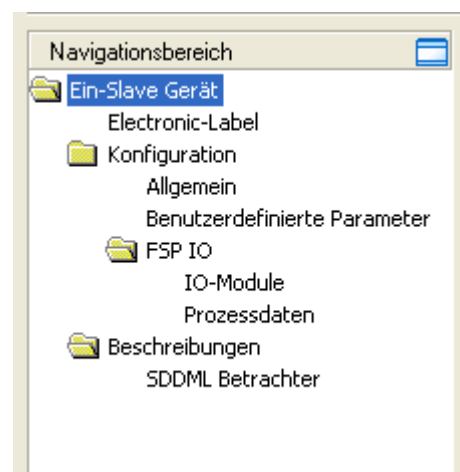 Navigationsbereich
Ein-Slave Gerät
Electronic-Label
Konfiguration
Allgemein
Benutzerdefinierte Parameter
FSP IO
IO-Module
Prozessdaten
Beschreibungen
SDDML Betrachter